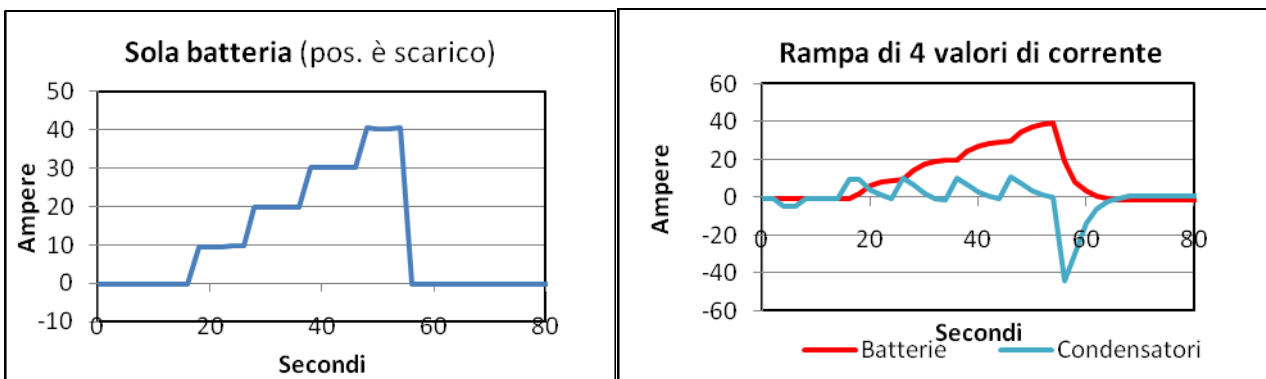 Sola batteria (pos. è scarico)
50
40
30
20
10
0
-10
Ampere
0 20 40 60 80
Secondi
Rampa di 4 valori di corrente
60
40
20
0
-20
-40
-60
Ampere
0 20 40 60 80
Secondi
Batterie Condensatori